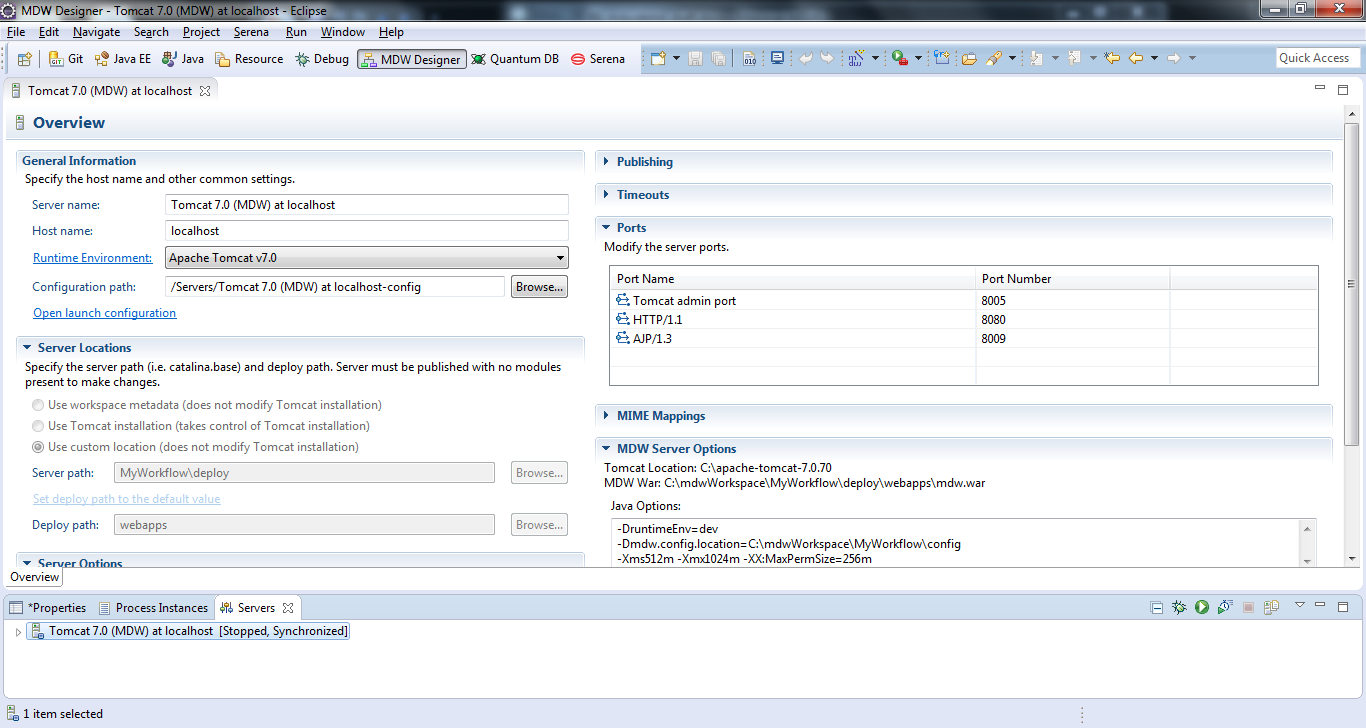 MDW Designer - Tomcat 7.0 (MDW) at localhost - Eclipse
File Edit Navigate Search Project Serena Run Window Help
Git Java EE Java Resource Debug MDW Designer Quantum DB Serena Quick Access
Tomcat 7.0 (MDW) at localhost
Overview
General Information
Specify the host name and other common settings.
Server name: Tomcat 7.0 (MDW) at localhost
Host name: localhost
Runtime Environment: Apache Tomcat v7.0
Configuration path: /Servers/Tomcat 7.0 (MDW) at localhost-config Browse...
Open launch configuration
Server Locations
Specify the server path (i.e. catalina.base) and deploy path. Server must be published with no modules
present to make changes.
Use workspace metadata (does not modify Tomcat installation)
Use Tomcat installation (takes control of Tomcat installation)
Use custom location (does not modify Tomcat installation)
Server path: MyWorkflow\deploy Browse...
Set deploy path to the default value
Deploy path: webapps Browse...
Server Options
Publishing
Timeouts
Ports
Modify the server ports.
Port Name Port Number
Tomcat admin port 8005
HTTP/1.1 8080
AJP/1.3 8009
MIME Mappings
MDW Server Options
Tomcat Location: C:\apache-tomcat-7.0.70
MDW War: C:\mdwWorkspace\MyWorkflow\deploy\webapps\mdw.war
Java Options:
-DruntimeEnv=dev
-Dmdw.config.location=C:\mdwWorkspace\MyWorkflow\config
-Xms512m -Xmx1024m -XX:MaxPermSize=256m
Overview
*Properties Process Instances Servers
Tomcat 7.0 (MDW) at localhost [Stopped, Synchronized]
1 item selected